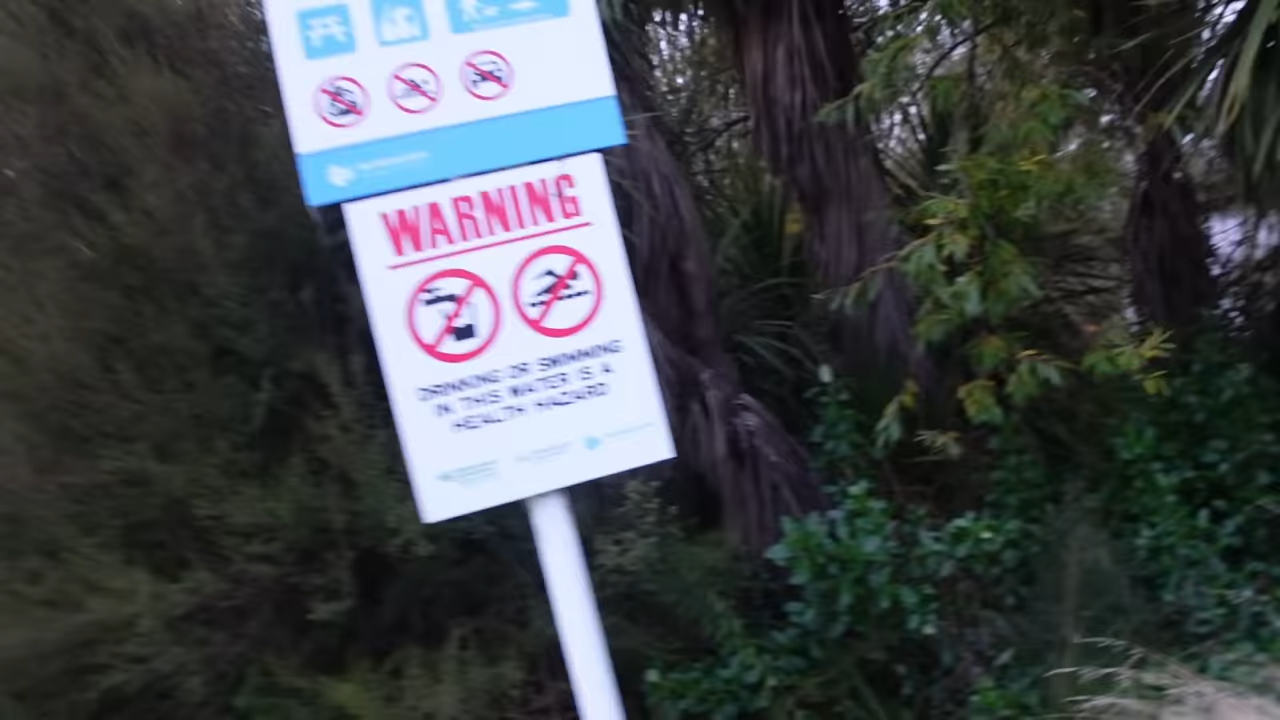 WARNING
DRINKING OR SWIMMING
IN THIS WATER IS A
HEALTH HAZARD